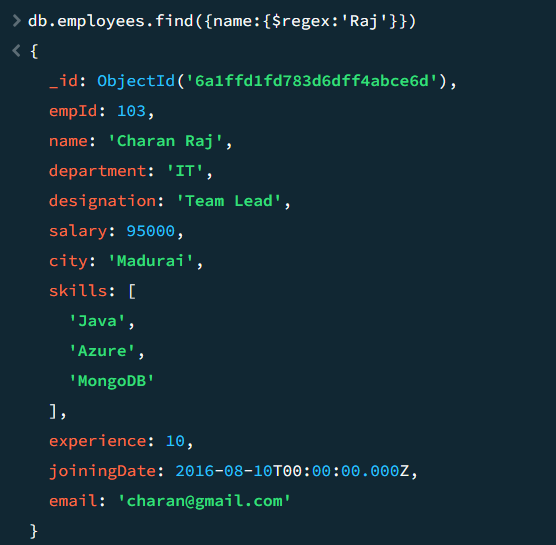 > db.employees.find({name:{$regex:'Raj'}})
< {
_id: ObjectId('6a1ffd1fd783d6dff4abce6d'),
empId: 103,
name: 'Charan Raj',
department: 'IT',
designation: 'Team Lead',
salary: 95000,
city: 'Madurai',
skills: [
'Java',
'Azure',
'MongoDB'
],
experience: 10,
joiningDate: 2016-08-10T00:00:00.000Z,
email: 'charan@gmail.com'
}